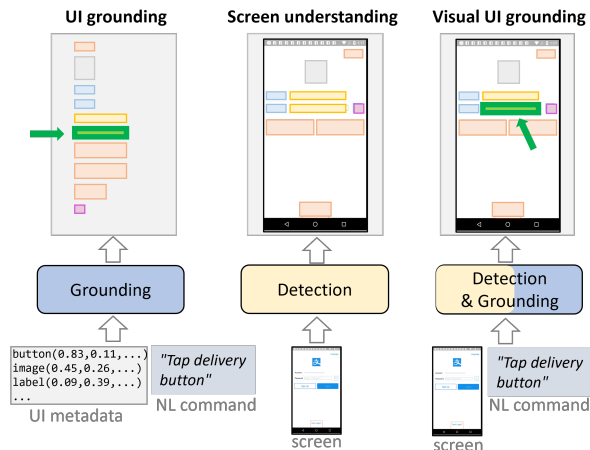 UI grounding
Screen understanding
Visual UI grounding
Grounding
Detection
Detection
& Grounding
button(0.83,0.11,...)
image(0.45,0.26,...)
label(0.09,0.39,...)
...
UI metadata
"Tap delivery
button"
NL command
screen
screen
"Tap delivery
button"
NL command